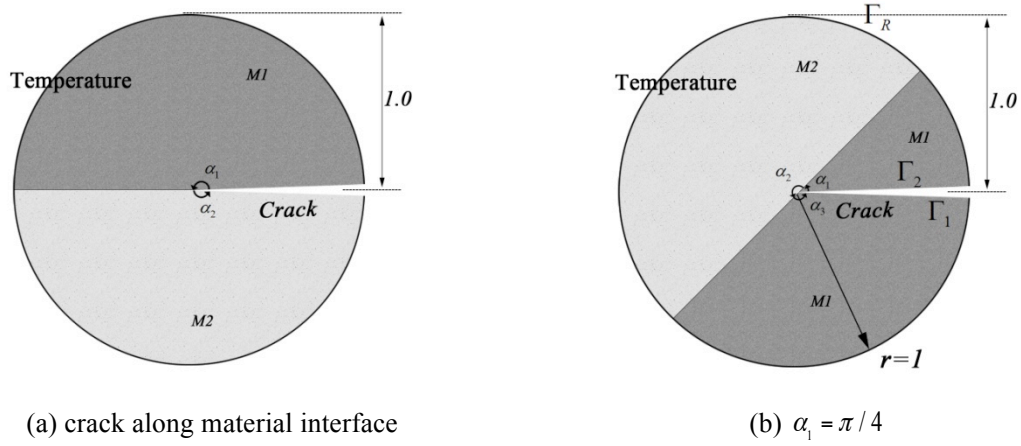 Temperature
M1
1.0
α₁
α₂
Crack
M2
(a) crack along material interface
Γ_R
Temperature
M2
1.0
M1
α₂
α₁
Γ₂
α₃
Crack
Γ₁
M1
r=1
(b) α₁ = π / 4